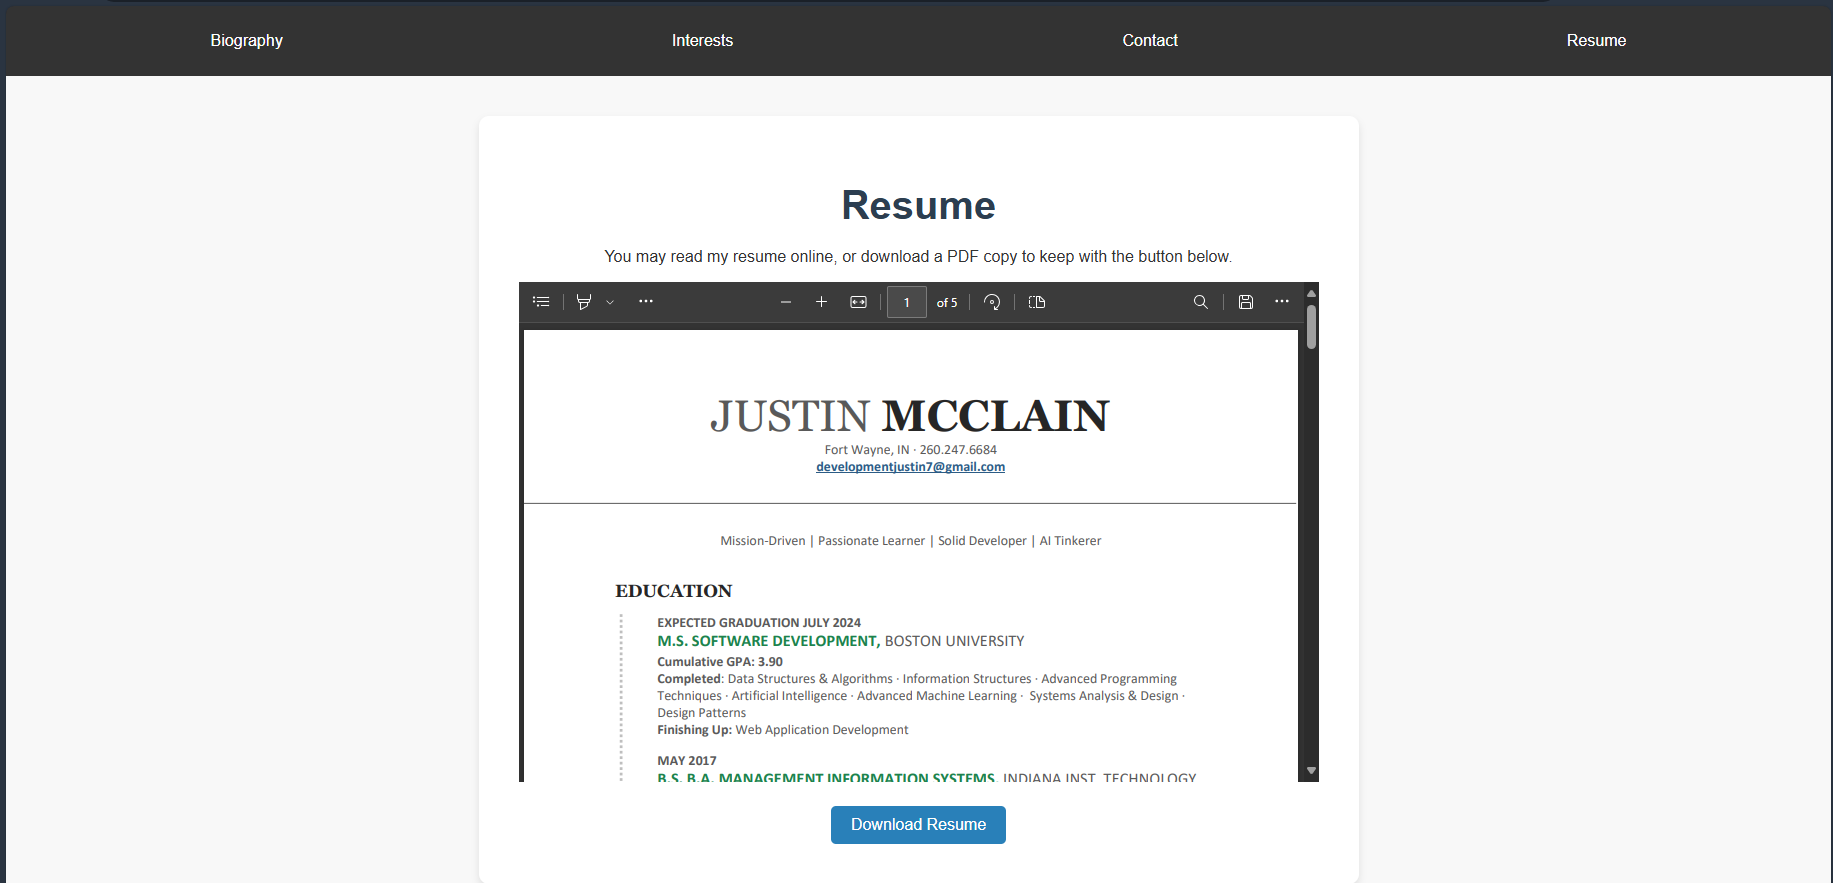 Biography Interests Contact Resume
Resume
You may read my resume online, or download a PDF copy to keep with the button below.
1 of 5
JUSTIN MCCLAIN
Fort Wayne, IN · 260.247.6684
developmentjustin7@gmail.com
Mission-Driven | Passionate Learner | Solid Developer | AI Tinkerer
EDUCATION
EXPECTED GRADUATION JULY 2024
M.S. SOFTWARE DEVELOPMENT, BOSTON UNIVERSITY
Cumulative GPA: 3.90
Completed: Data Structures & Algorithms · Information Structures · Advanced Programming
Techniques · Artificial Intelligence · Advanced Machine Learning · Systems Analysis & Design ·
Design Patterns
Finishing Up: Web Application Development
MAY 2017
B.S. B.A. MANAGEMENT INFORMATION SYSTEMS, INDIANA INST. TECHNOLOGY
Download Resume